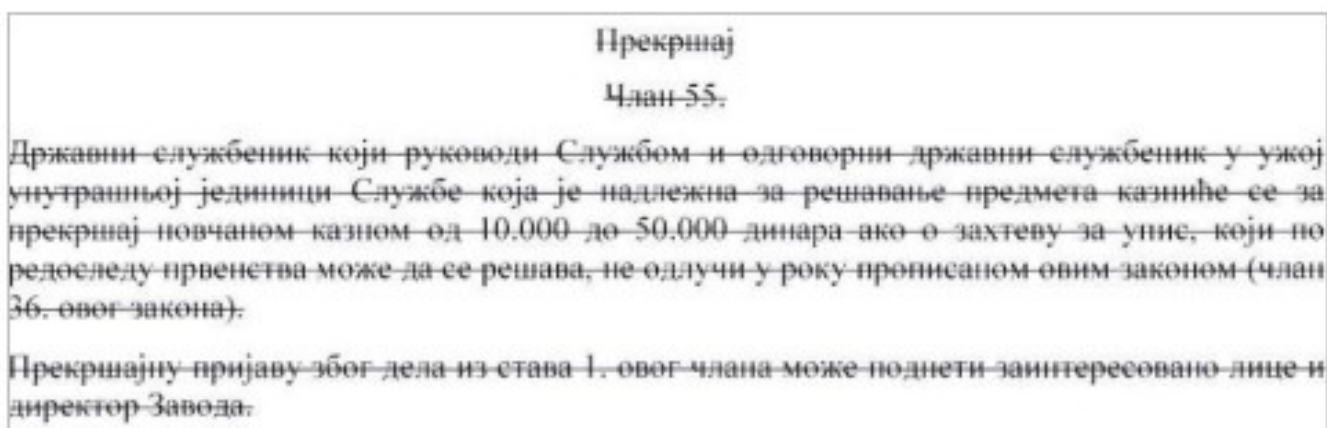 Прекршај
Члан 55.
Државни службеник који руководи Службом и одговорни државни службеник у ужој
унутрашњој јединици Службе која је надлежна за решавање предмета казниће се за
прекршај новчаном казном од 10.000 до 50.000 динара ако о захтеву за упис, који по
редоследу првенства може да се решава, не одлучи у року прописаном овим законом (члан
36. овог закона).
Прекршајну пријаву због дела из става 1. овог члана може поднети заинтересовано лице и
директор Завода.